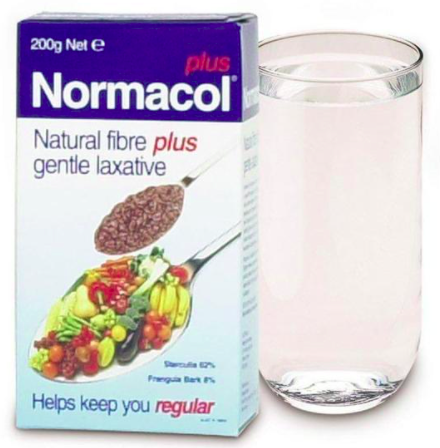 200g Net e
plus
Normacol®
Natural fibre plus
gentle laxative
Sterculia 62%
Frangula Bark 8%
Helps keep you regular